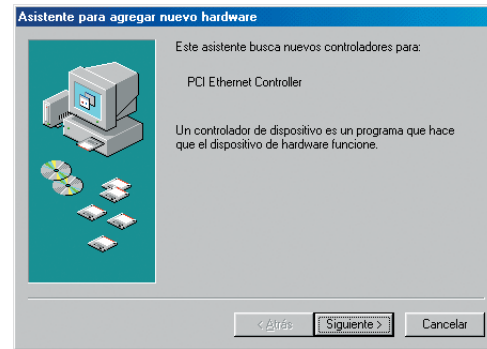 Asistente para agregar nuevo hardware
Este asistente busca nuevos controladores para:
PCI Ethernet Controller
Un controlador de dispositivo es un programa que hace
que el dispositivo de hardware funcione.
< Atrás
Siguiente >
Cancelar